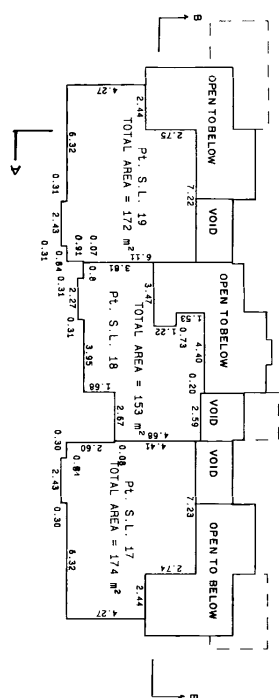 B
OPEN TO BELOW
4.27
2.44
2.75
VOID
Pt. S.L. 19
TOTAL AREA = 172 m²
7.22
6.32
A
0.31
2.43
0.31
0.84
0.91
0.07
6.11
3.81
0.8
OPEN TO BELOW
3.47
1.22
0.73
1.53
4.40
0.20
2.59
VOID
0.31
2.27
0.31
Pt. S.L. 18
TOTAL AREA = 153 m²
3.95
1.68
2.67
4.68
4.41
VOID
2.60
0.08
0.30
0.84
2.43
0.30
Pt. S.L. 17
TOTAL AREA = 174 m²
7.23
2.74
6.32
2.44
4.27
OPEN TO BELOW